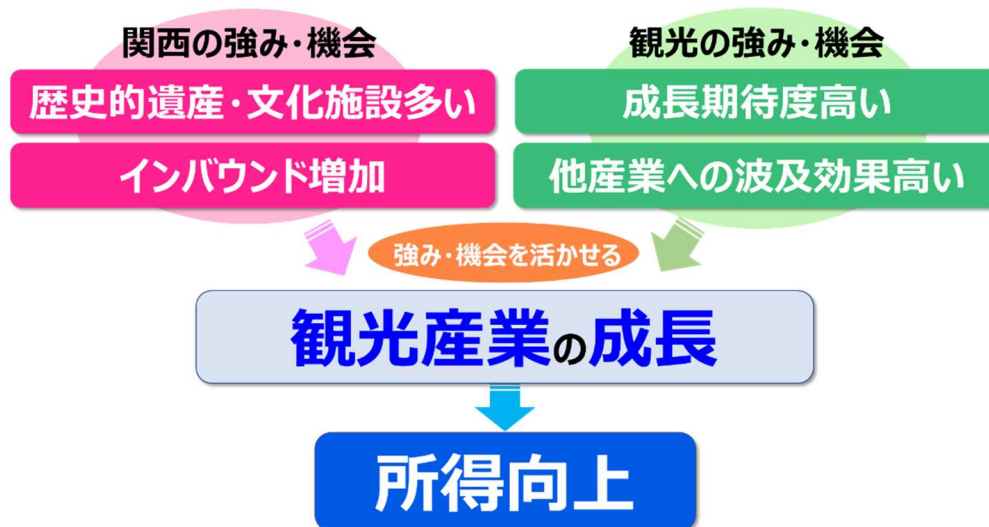 関西の強み・機会
歴史的遺産・文化施設多い
インバウンド増加
観光の強み・機会
成長期待度高い
他産業への波及効果高い
強み・機会を活かせる
観光産業の成長
所得向上